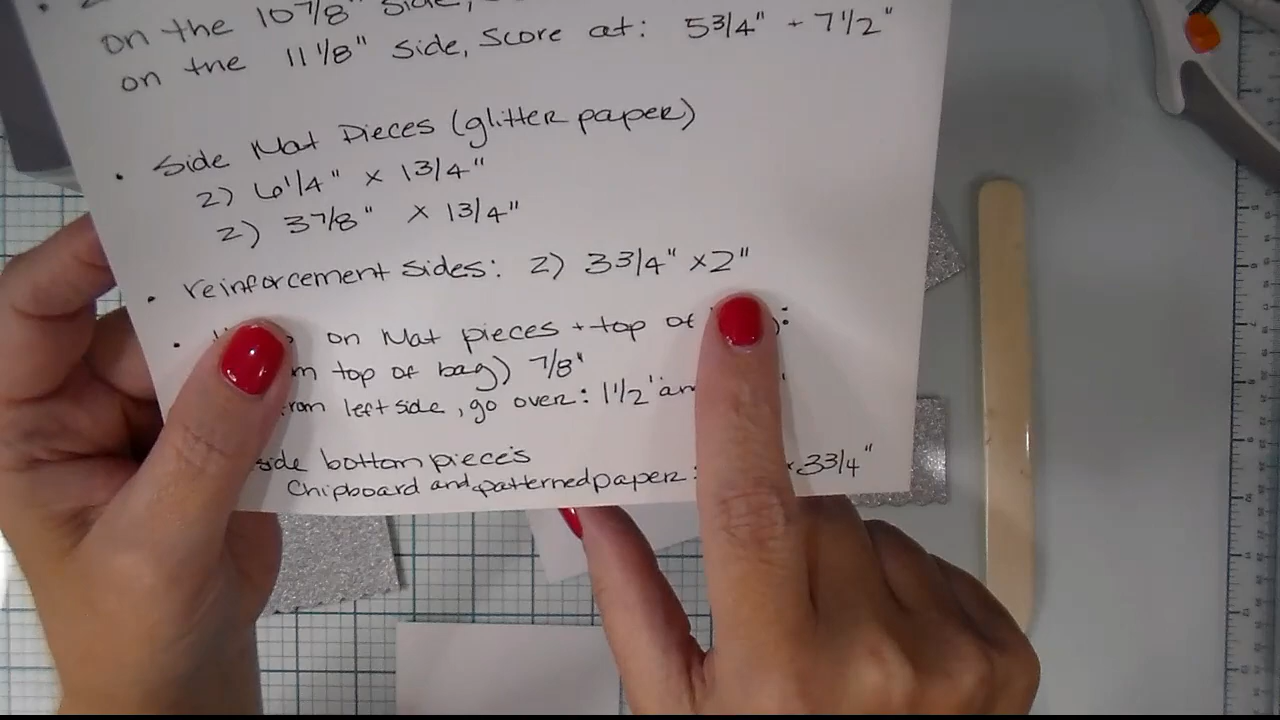 on the 10 7/8" side,
on the 11 1/8" side, Score at: 5 3/4" + 7 1/2"
• Side Mat Pieces (glitter paper)
2) 6 1/4" x 1 3/4"
2) 3 7/8" x 1 3/4"
• reinforcement sides: 2) 3 3/4" x 2"
• on Mat pieces + top of :
top of bag) 7/8"
left side, go over: 1 1/2"
bottom pieces
Chipboard and patterned paper: x 3 3/4"